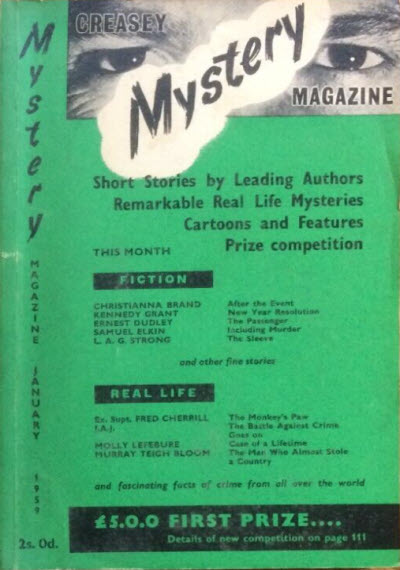 CREASEY
Mystery
MAGAZINE
Short Stories by Leading Authors
Remarkable Real Life Mysteries
Cartoons and Features
Prize competition
THIS MONTH
FICTION
CHRISTIANNA BRAND After the Event
KENNEDY GRANT New Year Resolution
ERNEST DUDLEY The Passenger
SAMUEL ELKIN Including Murder
L. A. G. STRONG The Sleeve
and other fine stories
REAL LIFE
Ex. Supt. FRED CHERRILL The Monkey's Paw
F.A.J. The Battle Against Crime
Goes on
MOLLY LEFEBURE Case of a Lifetime
MURRAY TEIGH BLOOM The Man Who Almost Stole
a Country
and fascinating facts of crime from all over the world
£5.0.0 FIRST PRIZE....
Details of new competition on page 111
Mystery MAGAZINE JANUARY 1959
2s. 0d.